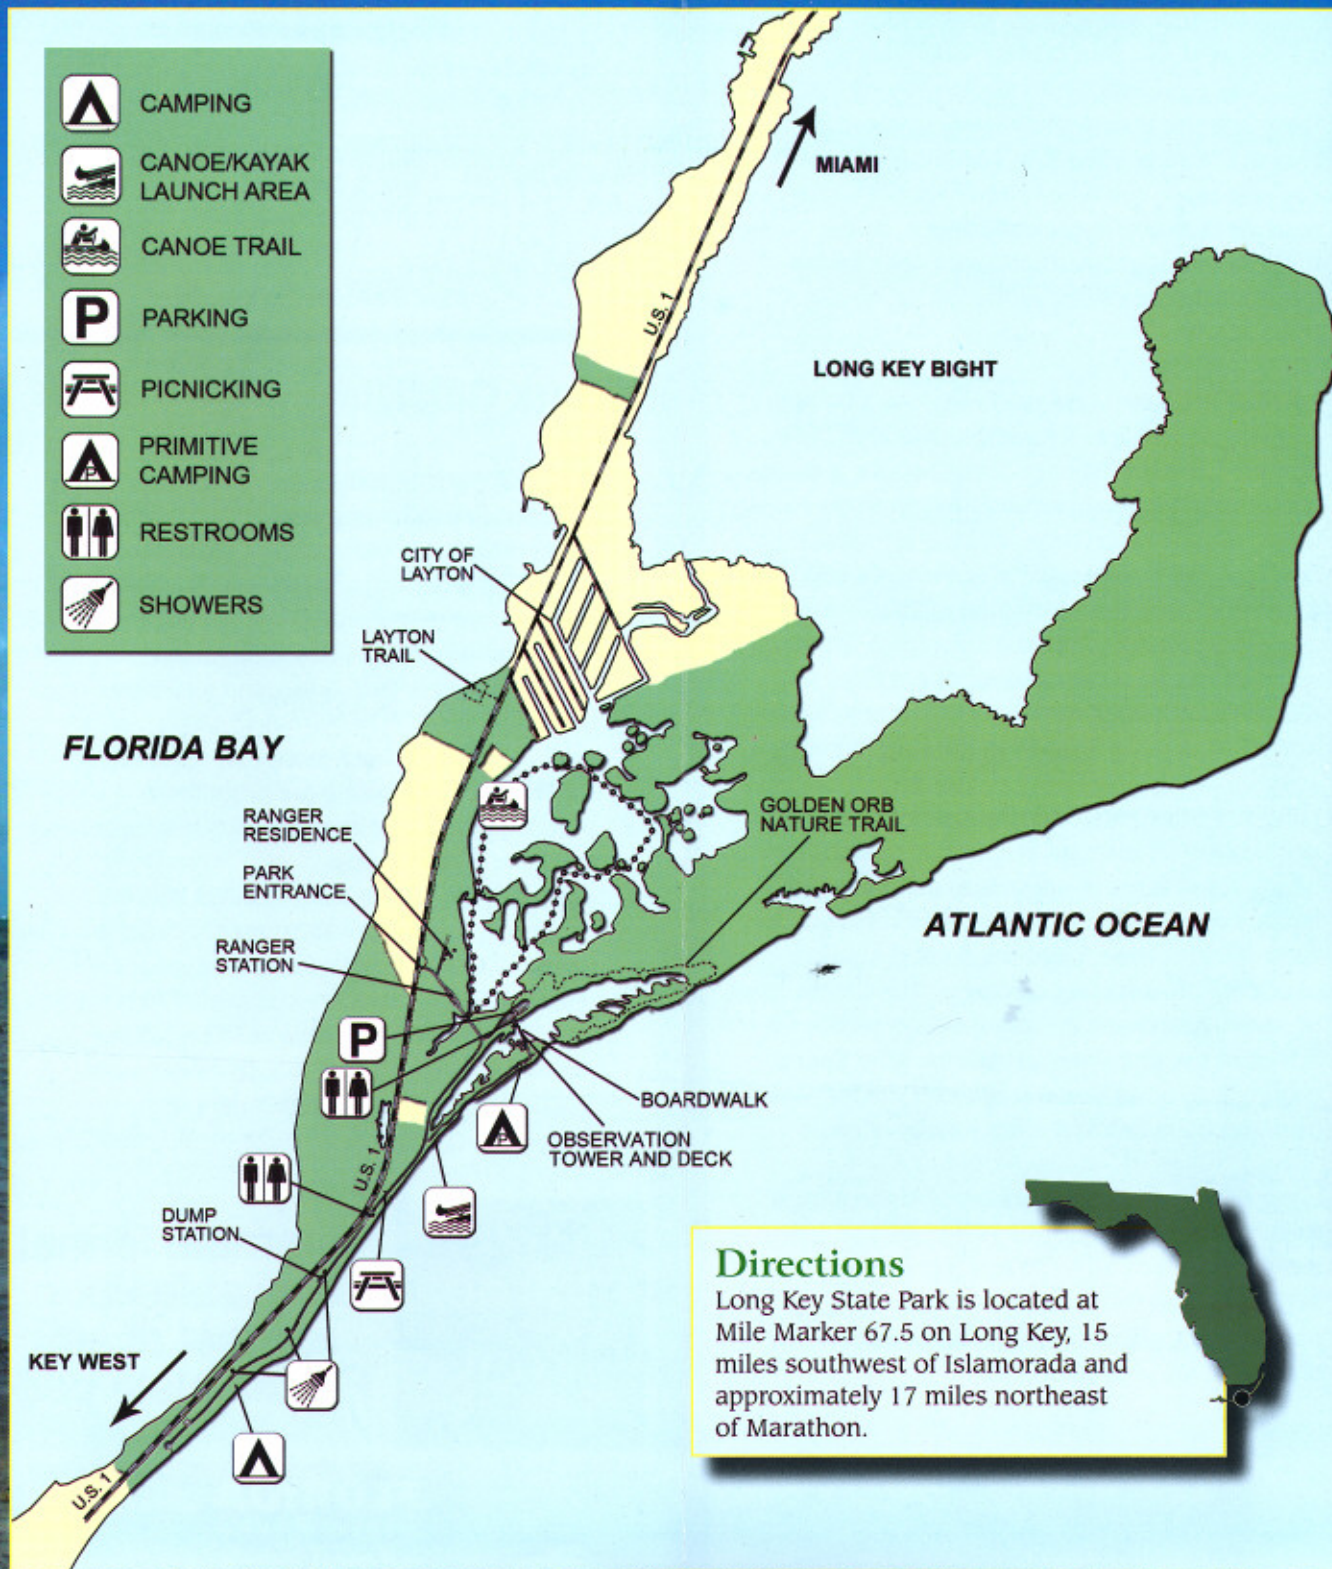 CAMPING
CANOE/KAYAK
LAUNCH AREA
CANOE TRAIL
P
PARKING
PICNICKING
P
PRIMITIVE
CAMPING
RESTROOMS
SHOWERS
MIAMI
U.S. 1
LONG KEY BIGHT
CITY OF
LAYTON
LAYTON
TRAIL
FLORIDA BAY
RANGER
RESIDENCE
GOLDEN ORB
NATURE TRAIL
PARK
ENTRANCE
ATLANTIC OCEAN
RANGER
STATION
P
BOARDWALK
P
OBSERVATION
TOWER AND DECK
U.S. 1
DUMP
STATION
KEY WEST
U.S. 1
Directions
Long Key State Park is located at
Mile Marker 67.5 on Long Key, 15
miles southwest of Islamorada and
approximately 17 miles northeast
of Marathon.